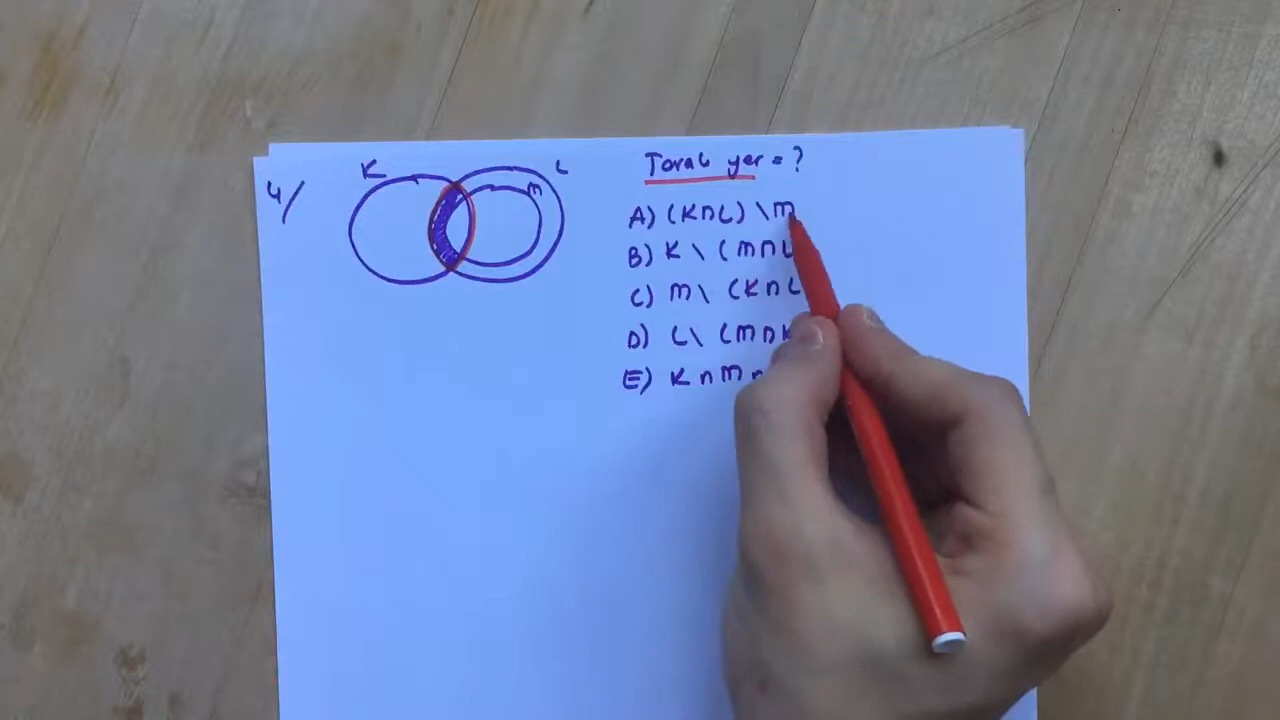 4/
K
L
M
Taralı yer = ?
A) (K∩L) \ M
B) K \ (M∩L
C) M \ (K∩L
D) L \ (M∩K
E) K∩M∩